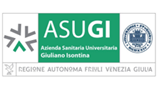 ASUGI
Azienda Sanitaria Universitaria
Giuliano Isontina
REGIONE AUTONOMA FRIULI VENEZIA GIULIA